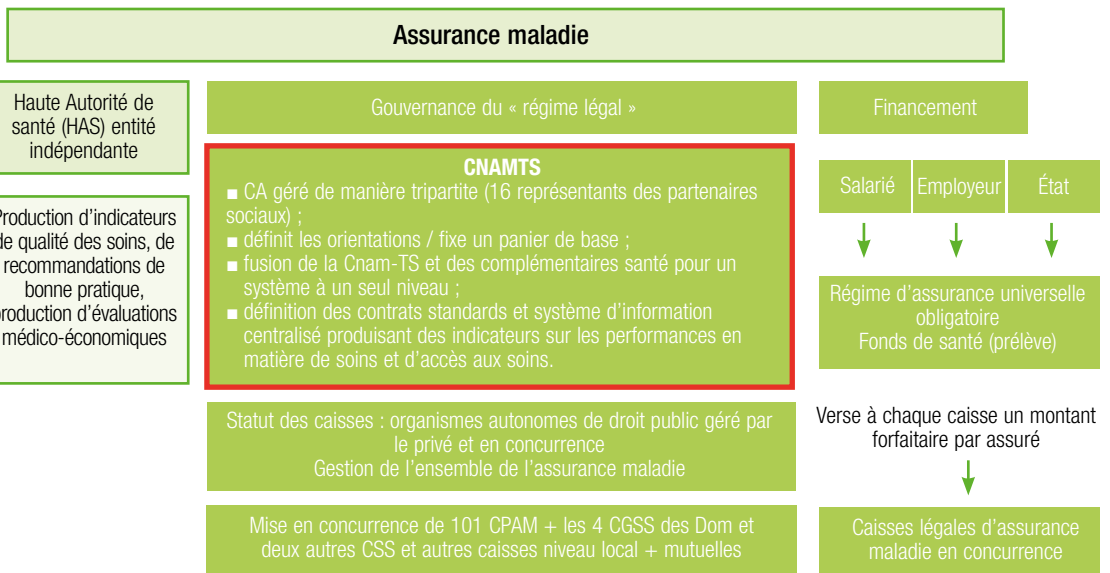 Assurance maladie
Haute Autorité de
santé (HAS) entité
indépendante
roduction d'indicateurs
de qualité des soins, de
recommandations de
bonne pratique,
production d'évaluations
médico-économiques
Gouvernance du « régime légal »
CNAMTS
■ CA géré de manière tripartite (16 représentants des partenaires
sociaux) ;
■ définit les orientations / fixe un panier de base ;
■ fusion de la Cnam-TS et des complémentaires santé pour un
système à un seul niveau ;
■ définition des contrats standards et système d'information
centralisé produisant des indicateurs sur les performances en
matière de soins et d'accès aux soins.
Statut des caisses : organismes autonomes de droit public géré par
le privé et en concurrence
Gestion de l'ensemble de l'assurance maladie
Mise en concurrence de 101 CPAM + les 4 CGSS des Dom et
deux autres CSS et autres caisses niveau local + mutuelles
Financement
Salarié
Employeur
État
Régime d'assurance universelle
obligatoire
Fonds de santé (prélève)
Verse à chaque caisse un montant
forfaitaire par assuré
Caisses légales d'assurance
maladie en concurrence